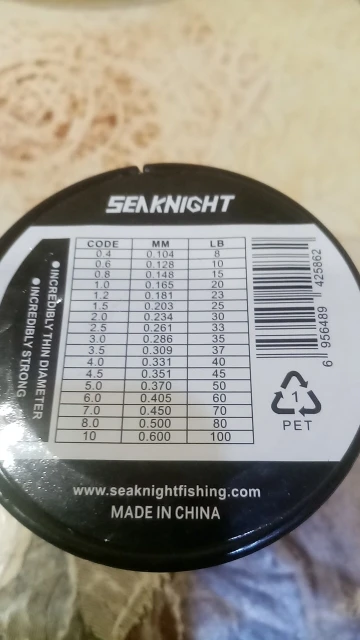 SEAKNIGHT
CODE MM LB
0.4 0.104 8
0.6 0.128 10
0.8 0.148 15
1.0 0.165 20
1.2 0.181 23
1.5 0.203 25
2.0 0.234 30
2.5 0.261 33
3.0 0.286 35
3.5 0.309 37
4.0 0.331 40
4.5 0.351 45
5.0 0.370 50
6.0 0.405 60
7.0 0.450 70
8.0 0.500 80
10 0.600 100
●INCREDIBLY THIN DIAMETER
●INCREDIBLY STRONG
6 956489 425862
1
PET
www.seaknightfishing.com
MADE IN CHINA